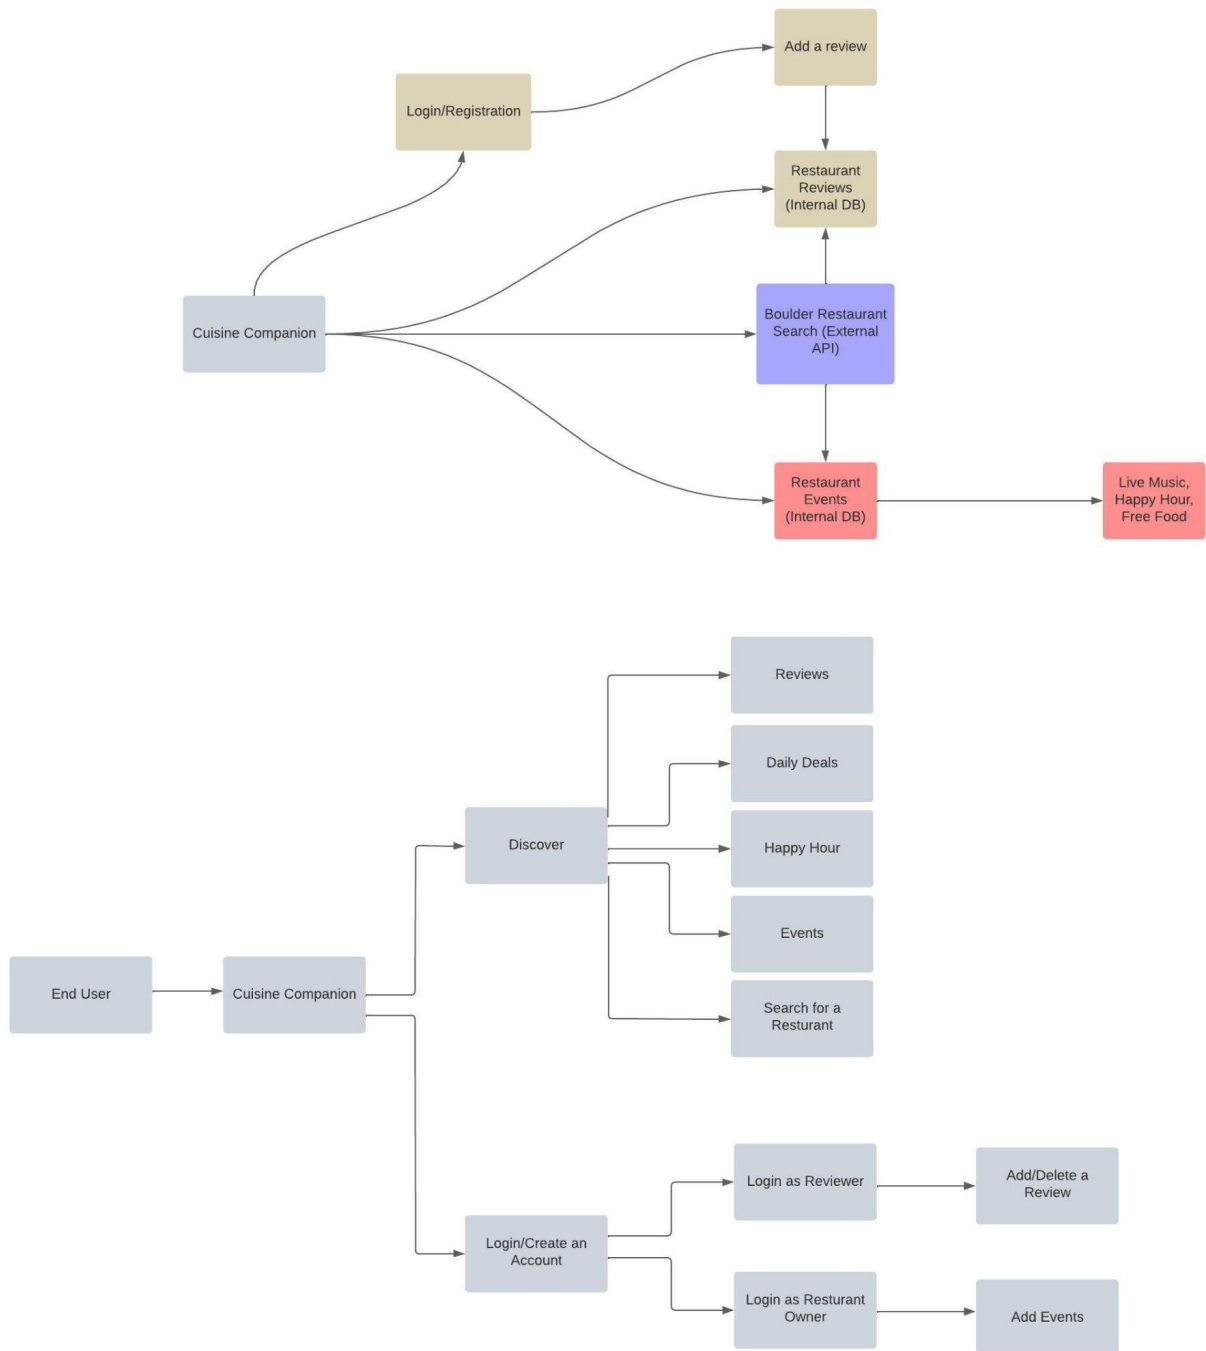 Add a review
Login/Registration
Restaurant
Reviews
(Internal DB)
Cuisine Companion
Boulder Restaurant
Search (External
API)
Restaurant
Events
(Internal DB)
Live Music,
Happy Hour,
Free Food
Reviews
Daily Deals
Discover
Happy Hour
Events
End User
Cuisine Companion
Search for a
Resturant
Login as Reviewer
Add/Delete a
Review
Login/Create an
Account
Login as Resturant
Owner
Add Events